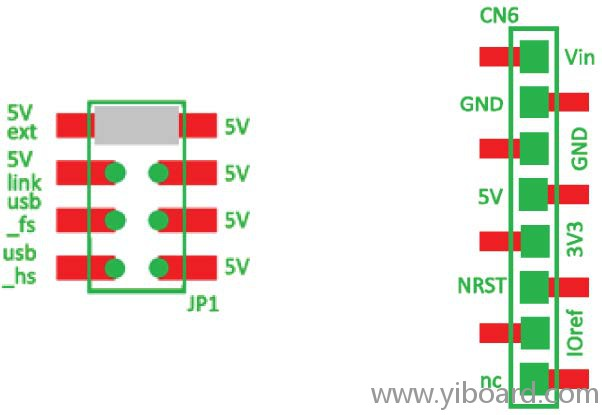 5V
ext
5V
5V
link
5V
usb
_fs
5V
usb
_hs
5V
JP1
CN6
Vin
GND
GND
5V
3V3
NRST
IOref
nc
www.yiboard.com